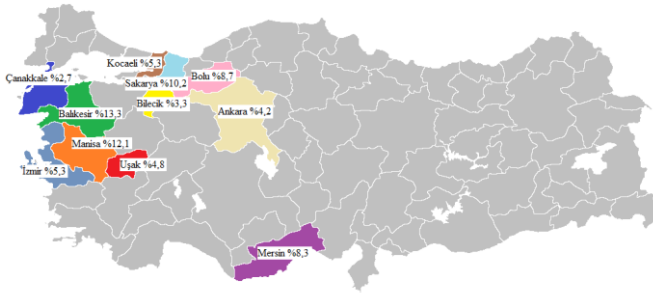 Kocaeli %5,3
Çanakkale %2,7
Sakarya %10,2
Bolu %8,7
Bilecik %3,3
Balıkesir %13,3
Ankara %4,2
Manisa %12,1
Uşak %4,8
İzmir %5,3
Mersin %8,3